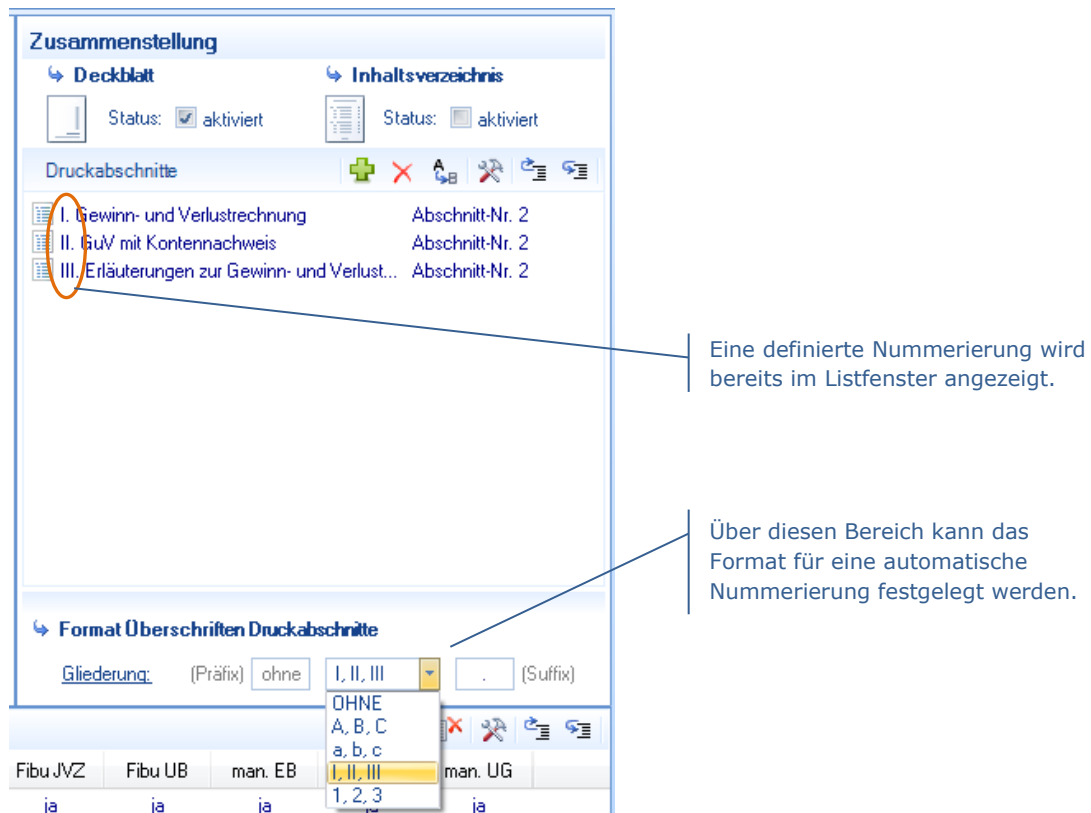 Zusammenstellung
Deckblatt Inhaltsverzeichnis
Status: aktiviert Status: aktiviert
Druckabschnitte
I. Gewinn- und Verlustrechnung Abschnitt-Nr. 2
II. GuV mit Kontennachweis Abschnitt-Nr. 2
III. Erläuterungen zur Gewinn- und Verlust... Abschnitt-Nr. 2
Eine definierte Nummerierung wird
bereits im Listfenster angezeigt.
Über diesen Bereich kann das
Format für eine automatische
Nummerierung festgelegt werden.
Format Überschriften Druckabschnitte
Gliederung: (Präfix) ohne I, II, III . (Suffix)
OHNE
A, B, C
a, b, c
I, II, III
1, 2, 3
Fibu JVZ Fibu UB man. EB man. UG
ja ja ja ja